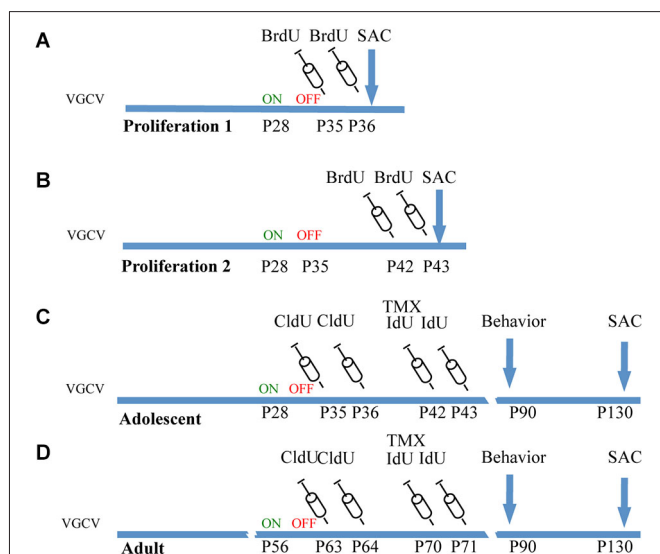 A
BrdU BrdU SAC
VGCV ON OFF
Proliferation 1 P28 P35 P36
B
BrdU BrdU SAC
VGCV ON OFF
Proliferation 2 P28 P35 P42 P43
C
TMX
CldU CldU IdU IdU Behavior SAC
VGCV ON OFF
Adolescent P28 P35 P36 P42 P43 P90 P130
D
TMX
CldU CldU IdU IdU Behavior SAC
VGCV ON OFF
Adult P56 P63 P64 P70 P71 P90 P130